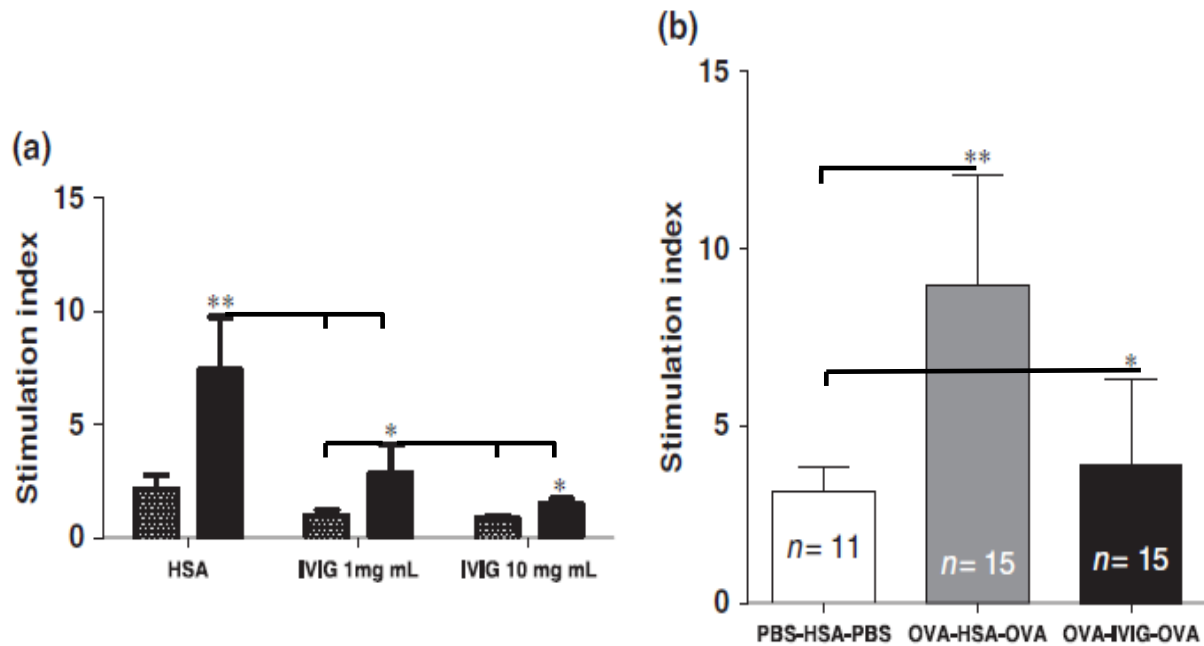 (a)
Stimulation index
15
10
5
0
**
*
*
HSA
IVIG 1mg mL
IVIG 10 mg mL
(b)
Stimulation index
15
10
5
0
**
*
n= 11
n= 15
n= 15
PBS-HSA-PBS
OVA-HSA-OVA
OVA-IVIG-OVA